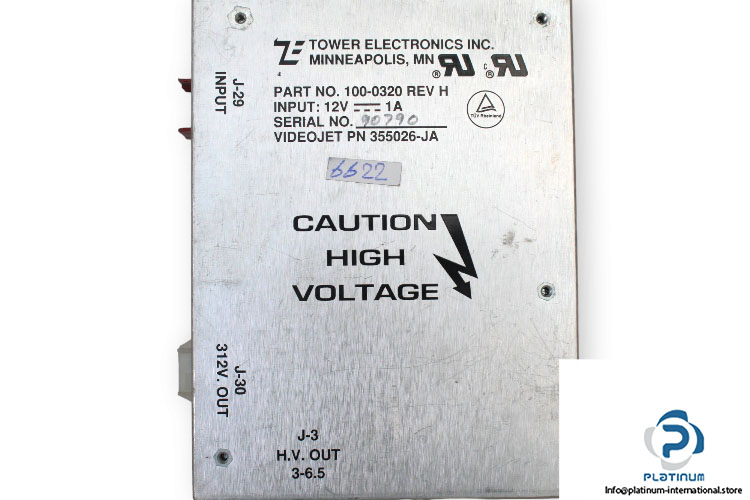 TOWER ELECTRONICS INC.
MINNEAPOLIS, MN
PART NO. 100-0320 REV H
INPUT: 12V 1A
SERIAL NO. 90790
VIDEOJET PN 355026-JA
TÜV Rheinland
J-29
INPUT
6622
CAUTION
HIGH
VOLTAGE
J-30
312V. OUT
J-3
H.V. OUT
3-6.5
PLATINUM
Info@platinum-international.store